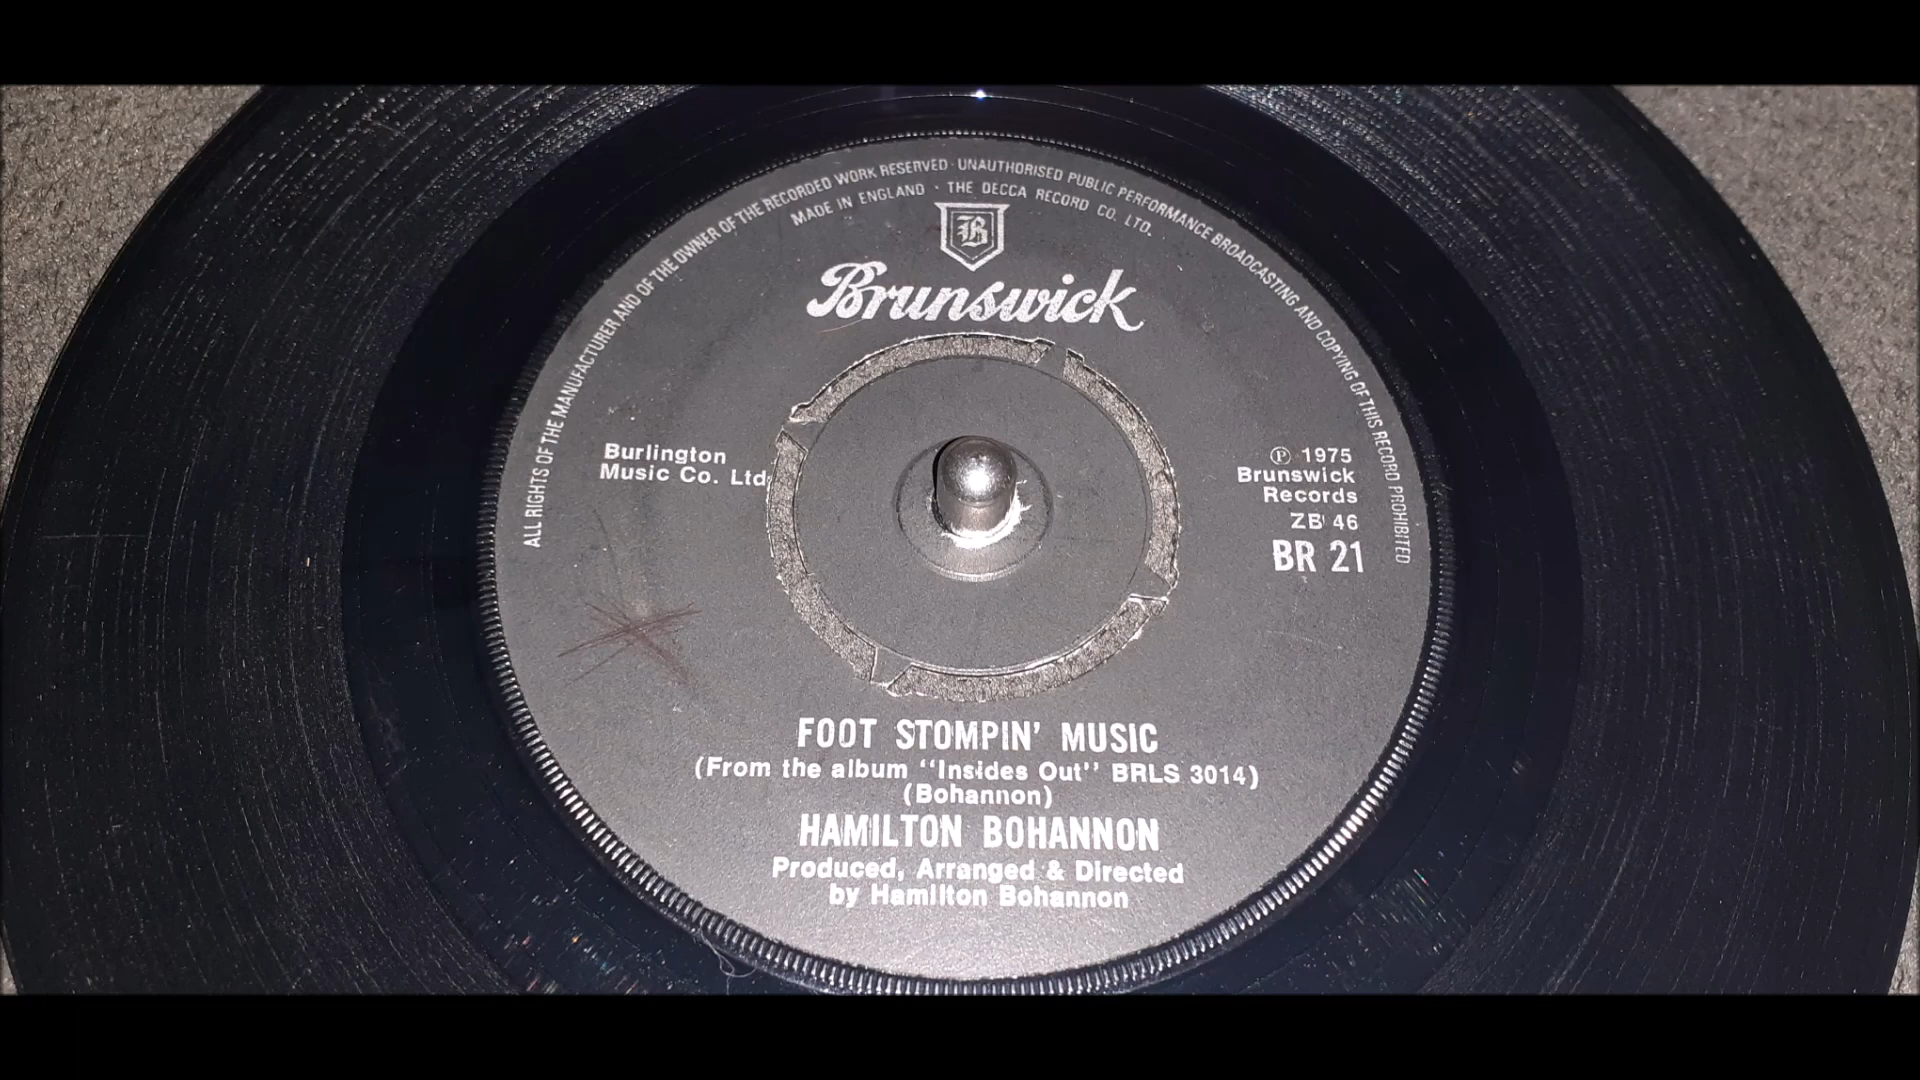 ALL RIGHTS OF THE MANUFACTURER AND OF THE OWNER OF THE RECORDED WORK RESERVED · UNAUTHORISED PUBLIC PERFORMANCE BROADCASTING AND COPYING OF THIS RECORD PROHIBITED
MADE IN ENGLAND · THE DECCA RECORD CO. LTD.
B
Brunswick
Burlington
Music Co. Ltd
℗ 1975
Brunswick
Records
ZB 46
BR 21
FOOT STOMPIN' MUSIC
(From the album "Insides Out" BRLS 3014)
(Bohannon)
HAMILTON BOHANNON
Produced, Arranged & Directed
by Hamilton Bohannon